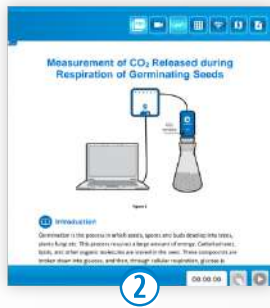 Measurement of CO₂ Released during
Respiration of Germinating Seeds
Figure 1
Introduction
Germination is the process in which seeds, spores and buds develop into seeds,
plants fungi etc. This process requires a large amount of energy. Carbohydrates,
lipids, and other organic molecules are stored in the seed. These compounds are
broken down into glucose, and then, through cellular respiration, glucose is
00:00:00
2